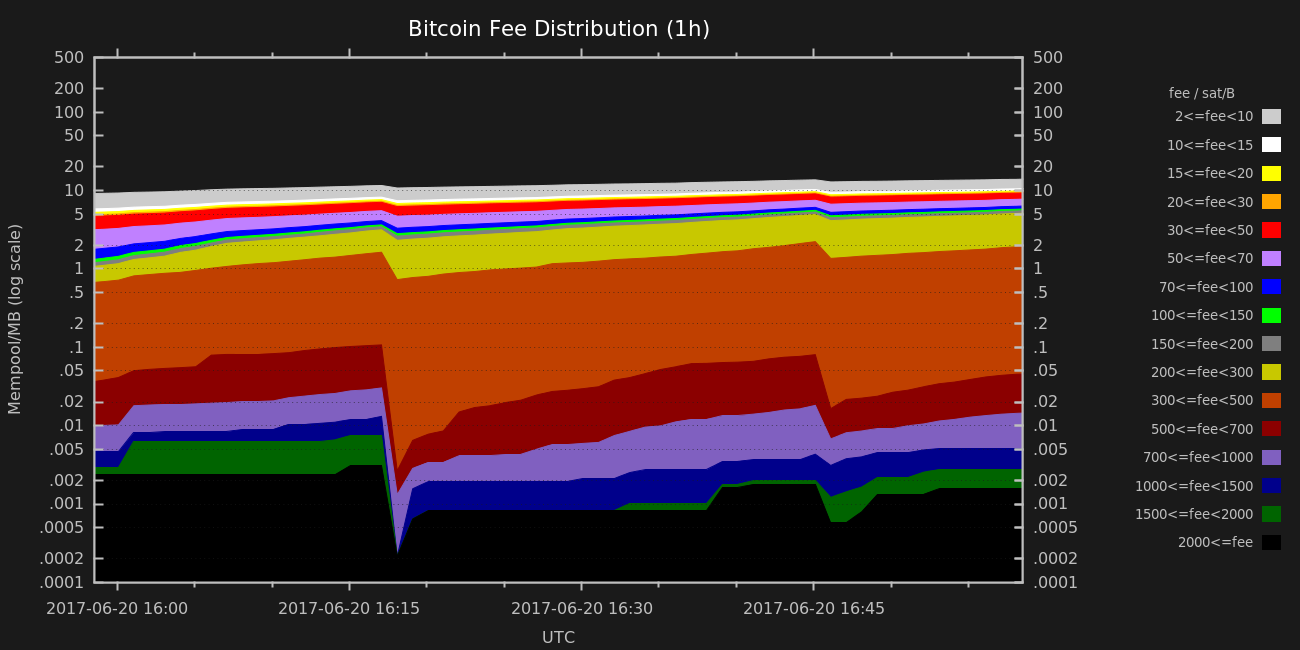 Bitcoin Fee Distribution (1h)
500
200
100
50
20
10
5
2
1
.5
.2
.1
.05
.02
.01
.005
.002
.001
.0005
.0002
.0001
Mempool/MB (log scale)
500
200
100
50
20
10
5
2
1
.5
.2
.1
.05
.02
.01
.005
.002
.001
.0005
.0002
.0001
2017-06-20 16:00 2017-06-20 16:15 2017-06-20 16:30 2017-06-20 16:45
UTC
fee / sat/B
2<=fee<10
10<=fee<15
15<=fee<20
20<=fee<30
30<=fee<50
50<=fee<70
70<=fee<100
100<=fee<150
150<=fee<200
200<=fee<300
300<=fee<500
500<=fee<700
700<=fee<1000
1000<=fee<1500
1500<=fee<2000
2000<=fee